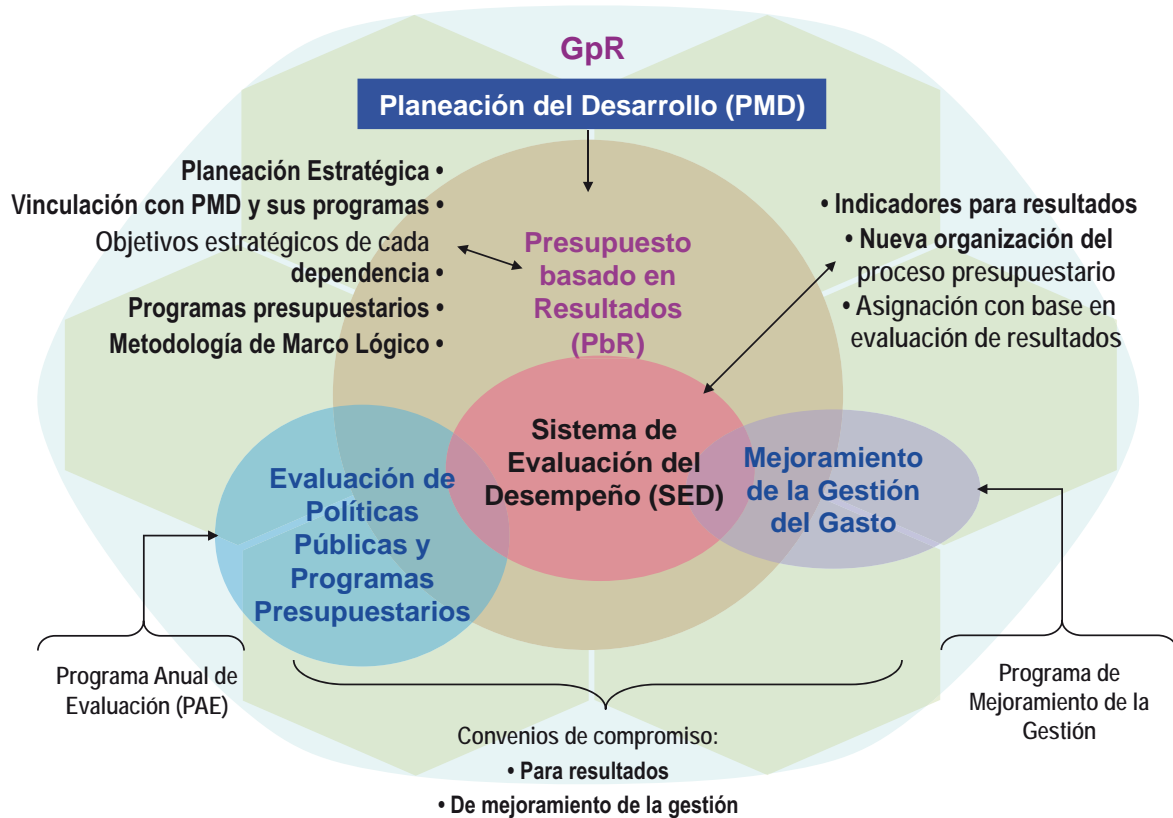 GpR
Planeación del Desarrollo (PMD)
Planeación Estratégica •
Vinculación con PMD y sus programas •
Objetivos estratégicos de cada
dependencia •
Programas presupuestarios •
Metodología de Marco Lógico •
Presupuesto
basado en
Resultados
(PbR)
• Indicadores para resultados
• Nueva organización del
proceso presupuestario
• Asignación con base en
evaluación de resultados
Sistema de
Evaluación del
Desempeño (SED)
Evaluación de
Políticas
Públicas y
Programas
Presupuestarios
Mejoramiento
de la Gestión
del Gasto
Programa Anual de
Evaluación (PAE)
Convenios de compromiso:
• Para resultados
• De mejoramiento de la gestión
Programa de
Mejoramiento de la
Gestión